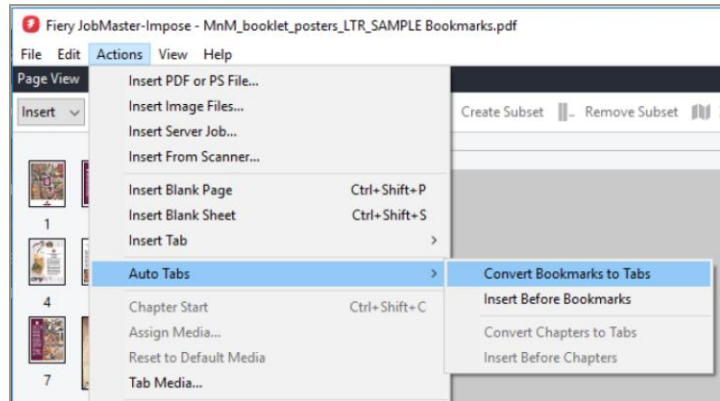 Fiery JobMaster-Impose - MnM_booklet_posters_LTR_SAMPLE Bookmarks.pdf
File Edit Actions View Help
Page View
Insert
Create Subset Remove Subset
Insert PDF or PS File...
Insert Image Files...
Insert Server Job...
Insert From Scanner...
Insert Blank Page Ctrl+Shift+P
Insert Blank Sheet Ctrl+Shift+S
Insert Tab
Auto Tabs
Convert Bookmarks to Tabs
Insert Before Bookmarks
Chapter Start Ctrl+Shift+C
Assign Media...
Convert Chapters to Tabs
Reset to Default Media
Insert Before Chapters
Tab Media...
1
4
7